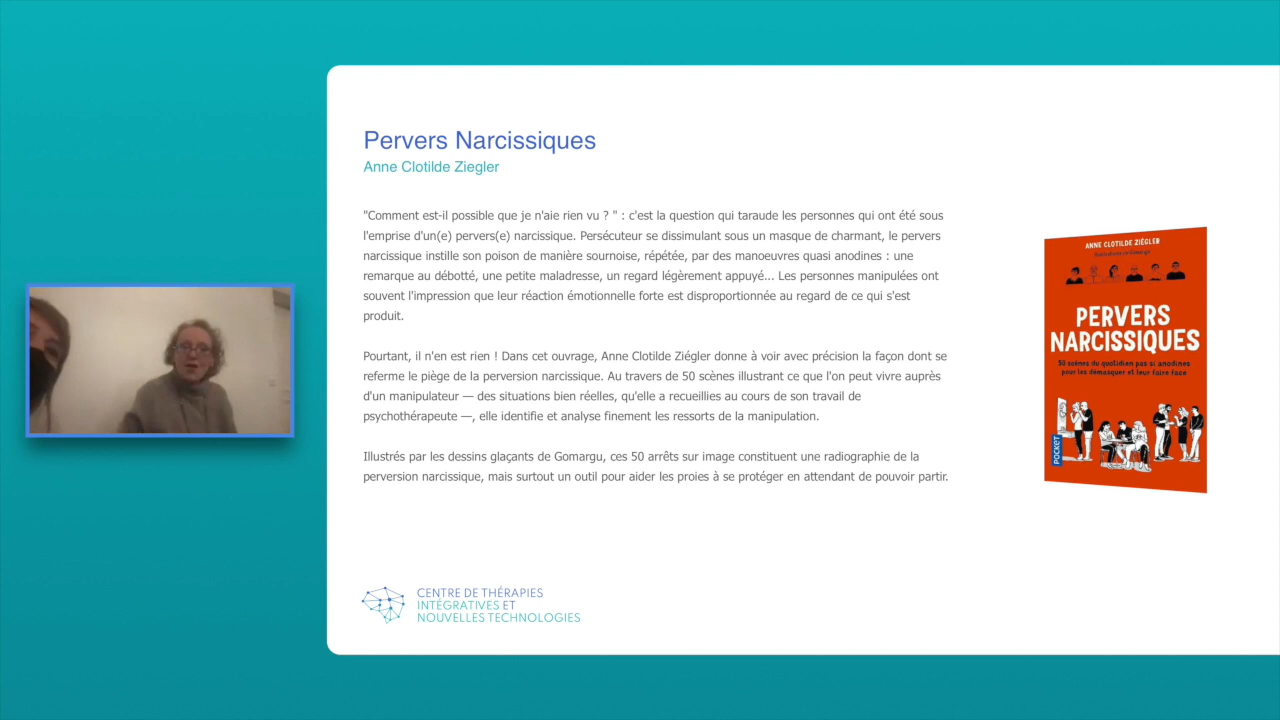 Pervers Narcissiques
Anne Clotilde Ziegler
"Comment est-il possible que je n'aie rien vu ? " : c'est la question qui taraude les personnes qui ont été sous
l'emprise d'un(e) pervers(e) narcissique. Persécuteur se dissimulant sous un masque de charmant, le pervers
narcissique instille son poison de manière sournoise, répétée, par des manoeuvres quasi anodines : une
remarque au débotté, une petite maladresse, un regard légèrement appuyé... Les personnes manipulées ont
souvent l'impression que leur réaction émotionnelle forte est disproportionnée au regard de ce qui s'est
produit.
Pourtant, il n'en est rien ! Dans cet ouvrage, Anne Clotilde Ziégler donne à voir avec précision la façon dont se
referme le piège de la perversion narcissique. Au travers de 50 scènes illustrant ce que l'on peut vivre auprès
d'un manipulateur — des situations bien réelles, qu'elle a recueillies au cours de son travail de
psychothérapeute —, elle identifie et analyse finement les ressorts de la manipulation.
Illustrés par les dessins glaçants de Gomargu, ces 50 arrêts sur image constituent une radiographie de la
perversion narcissique, mais surtout un outil pour aider les proies à se protéger en attendant de pouvoir partir.
ANNE CLOTILDE ZIÉGLER
PERVERS
NARCISSIQUES
50 scènes du quotidien pas si anodines
pour les démasquer et leur faire face
POCKET
CENTRE DE THÉRAPIES
INTÉGRATIVES ET
NOUVELLES TECHNOLOGIES